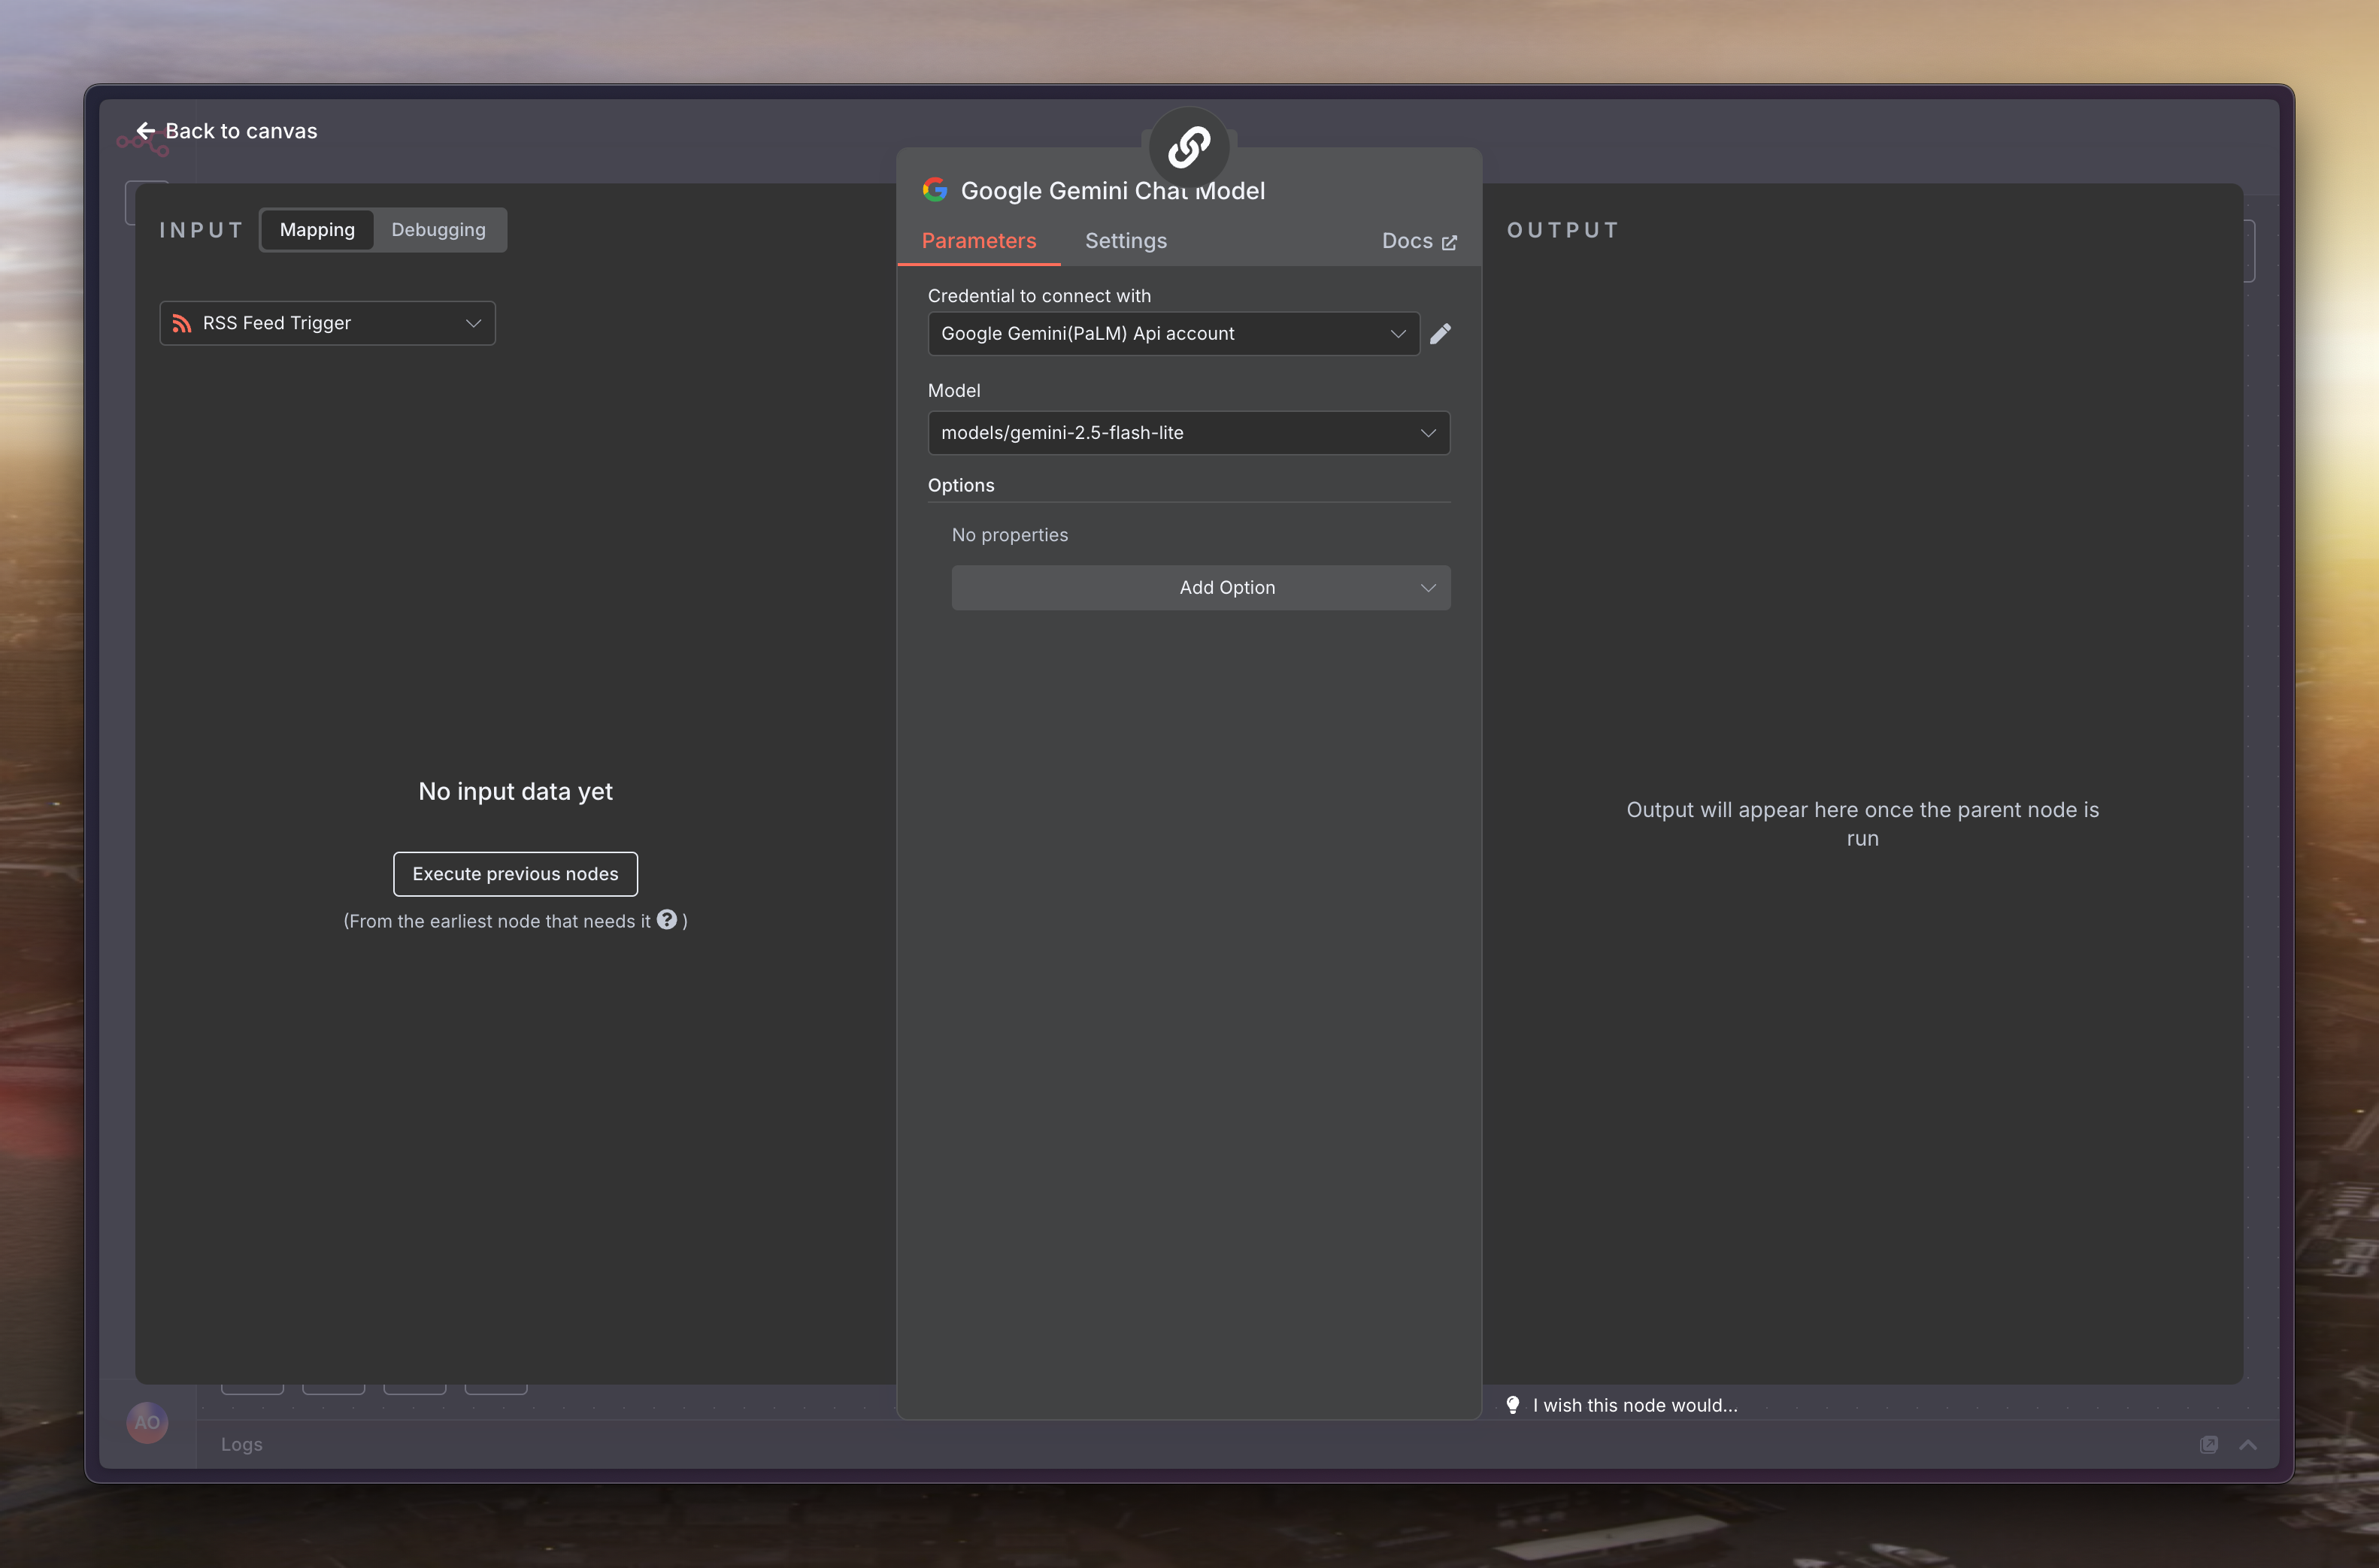 Back to canvas
INPUT
Mapping
Debugging
RSS Feed Trigger
No input data yet
Execute previous nodes
(From the earliest node that needs it ? )
Google Gemini Chat Model
Parameters
Settings
Docs
Credential to connect with
Google Gemini(PaLM) Api account
Model
models/gemini-2.5-flash-lite
Options
No properties
Add Option
OUTPUT
Output will appear here once the parent node is
run
I wish this node would...
AO
Logs